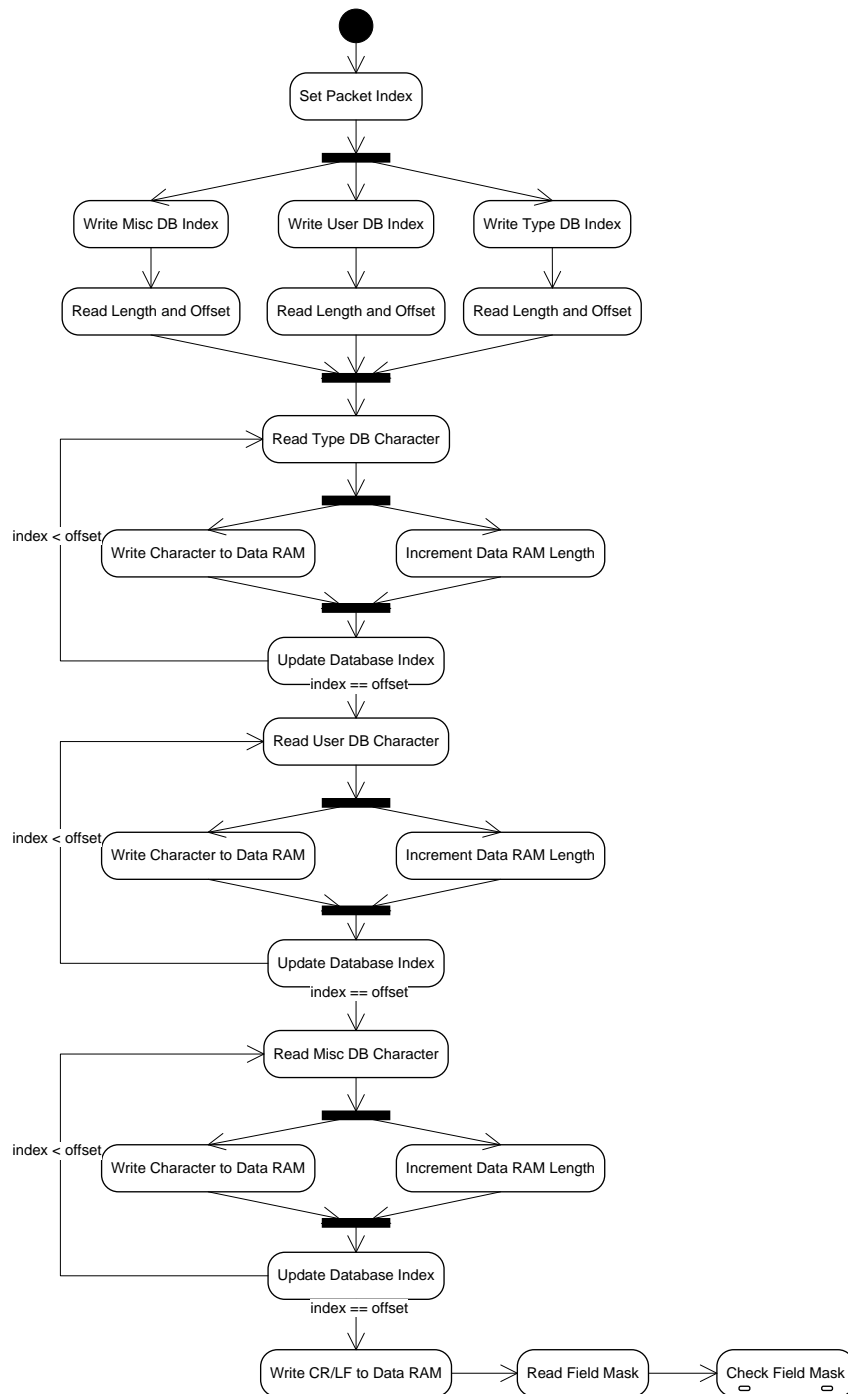 Set Packet Index
Write Misc DB Index
Write User DB Index
Write Type DB Index
Read Length and Offset
Read Length and Offset
Read Length and Offset
Read Type DB Character
index < offset
Write Character to Data RAM
Increment Data RAM Length
Update Database Index
index == offset
Read User DB Character
index < offset
Write Character to Data RAM
Increment Data RAM Length
Update Database Index
index == offset
Read Misc DB Character
index < offset
Write Character to Data RAM
Increment Data RAM Length
Update Database Index
index == offset
Write CR/LF to Data RAM
Read Field Mask
Check Field Mask